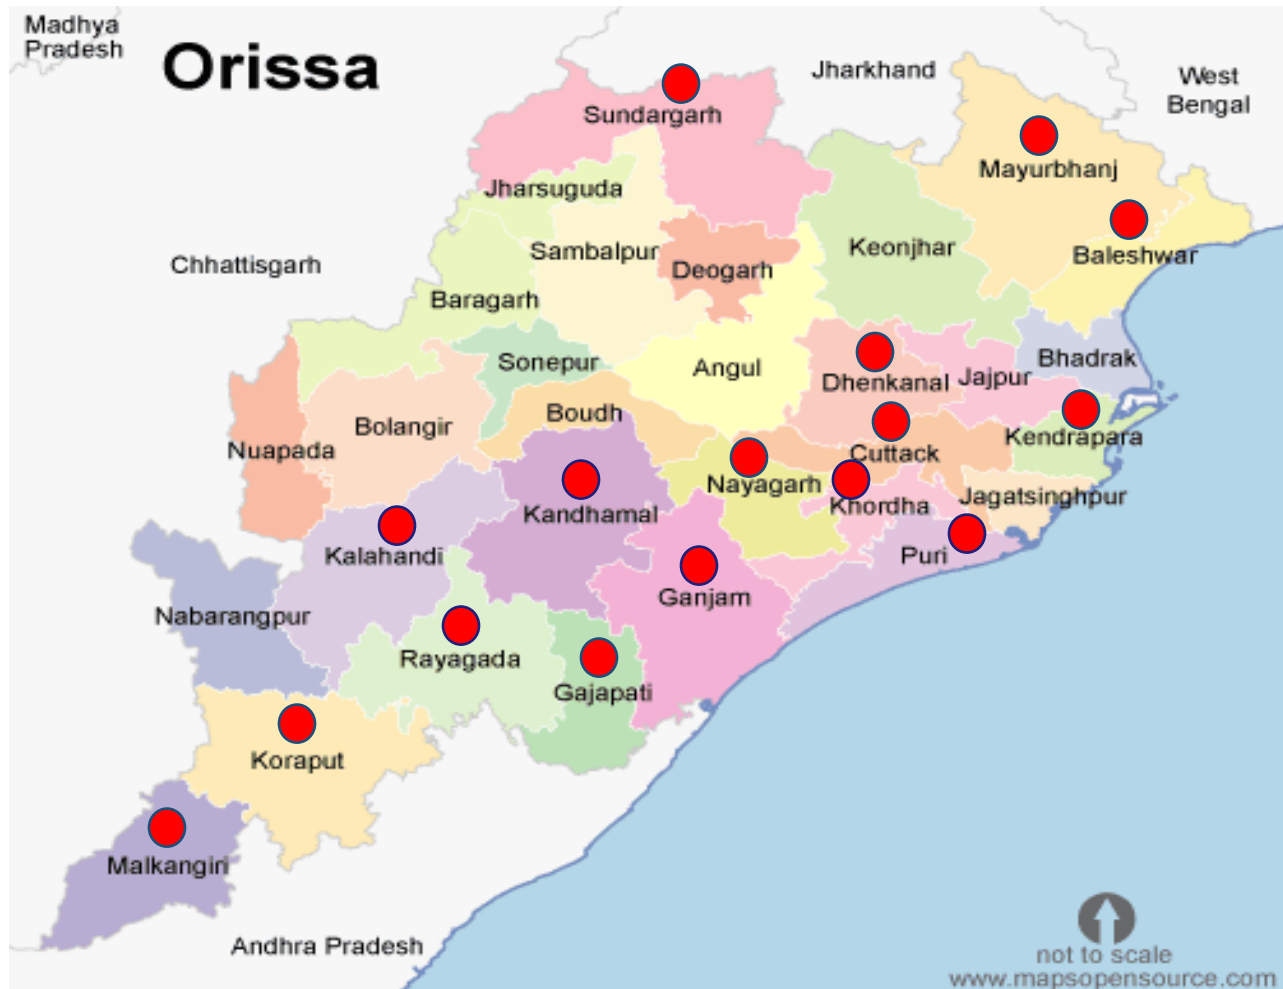 Madhya
Pradesh
Orissa
Jharkhand
West
Bengal
Sundargarh
Mayurbhanj
Jharsuguda
Chhattisgarh
Sambalpur
Deogarh
Keonjhar
Baleshwar
Baragarh
Sonepur
Angul
Dhenkanal
Jajpur
Bhadrak
Nuapada
Bolangir
Boudh
Cuttack
Kendrapara
Nayagarh
Kandhamal
Khordha
Jagatsinghpur
Kalahandi
Puri
Ganjam
Nabarangpur
Rayagada
Gajapati
Koraput
Malkangiri
Andhra Pradesh
not to scale
www.mapsopensource.com